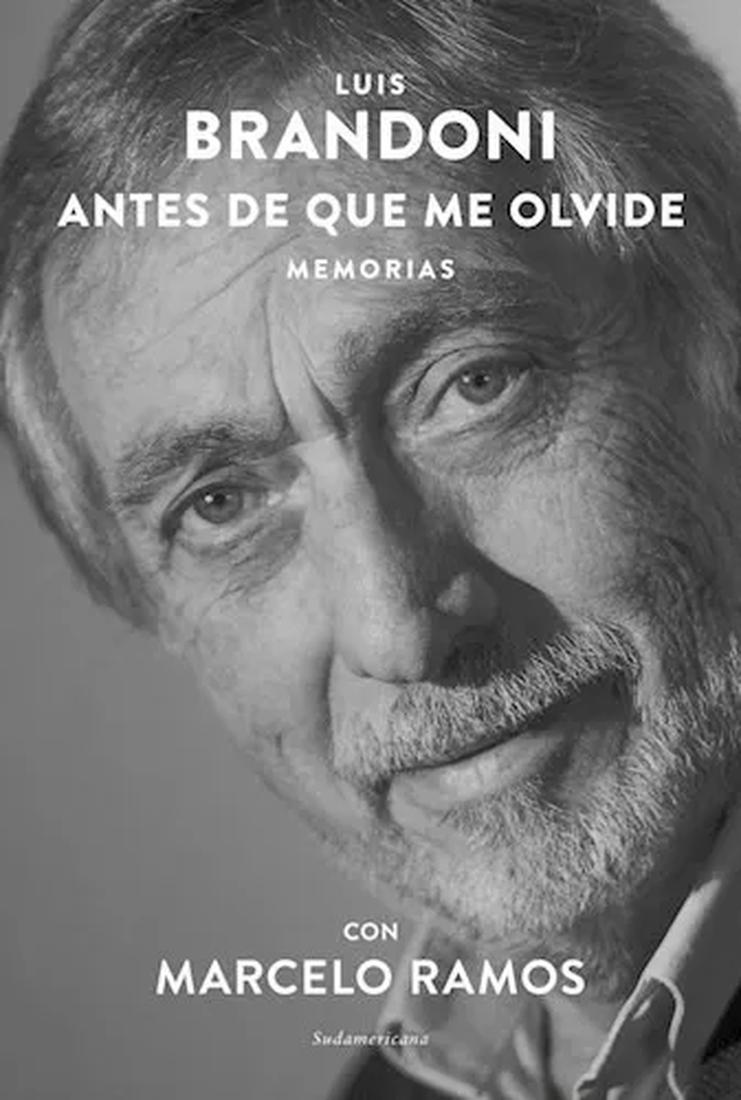 LUIS
BRANDONI
ANTES DE QUE ME OLVIDE
MEMORIAS
CON
MARCELO RAMOS
Sudamericana